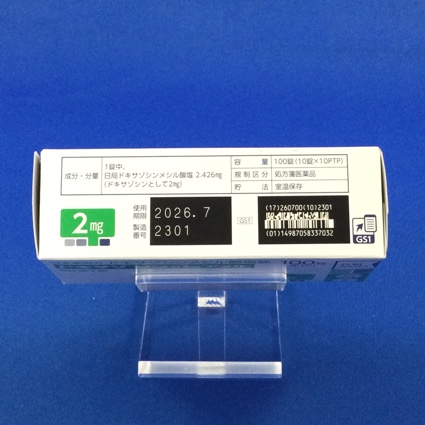 成分・分量
1錠中、
日局ドキサゾシンメシル酸塩 2.426mg
(ドキサゾシンとして2mg)
容量 100錠(10錠×10PTP)
規制区分 処方箋医薬品
貯法 室温保存
2mg
使用期限 2026.7
製造番号 2301
GS1
(17)260700(10)2301
(01)14987058337032
GS1
100